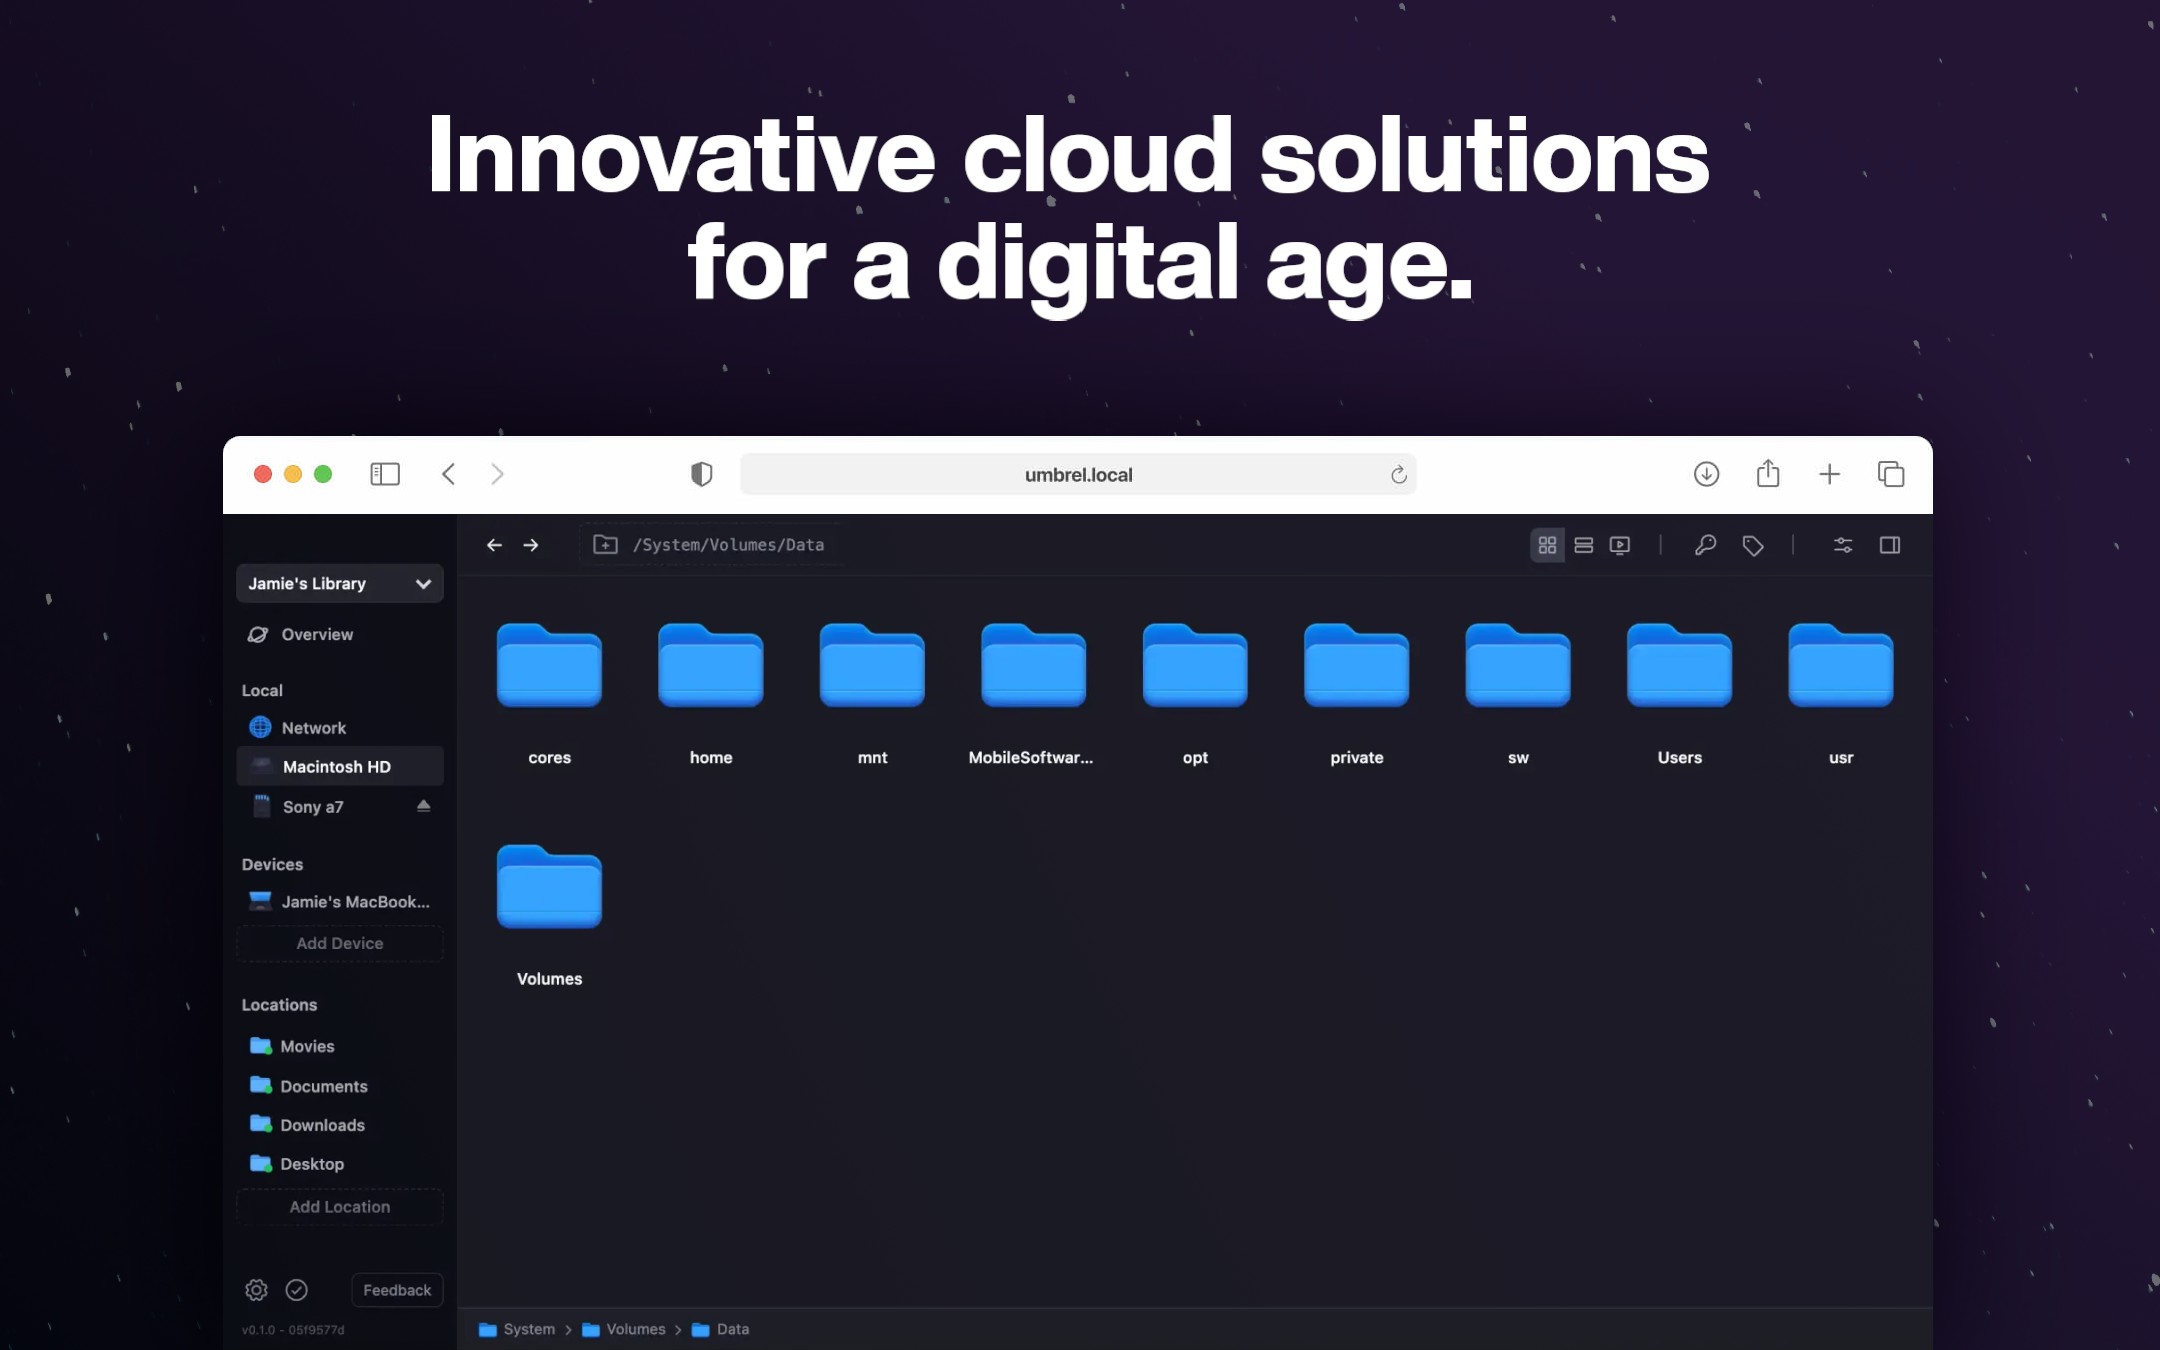 Innovative cloud solutions
for a digital age.
umbrel.local
/System/Volumes/Data
Jamie's Library
Overview
Local
Network
Macintosh HD
Sony a7
Devices
Jamie's MacBook...
Add Device
Locations
Movies
Documents
Downloads
Desktop
Add Location
Feedback
v0.1.0 - 05f9577d
cores
home
mnt
MobileSoftwar...
opt
private
sw
Users
usr
Volumes
System > Volumes > Data